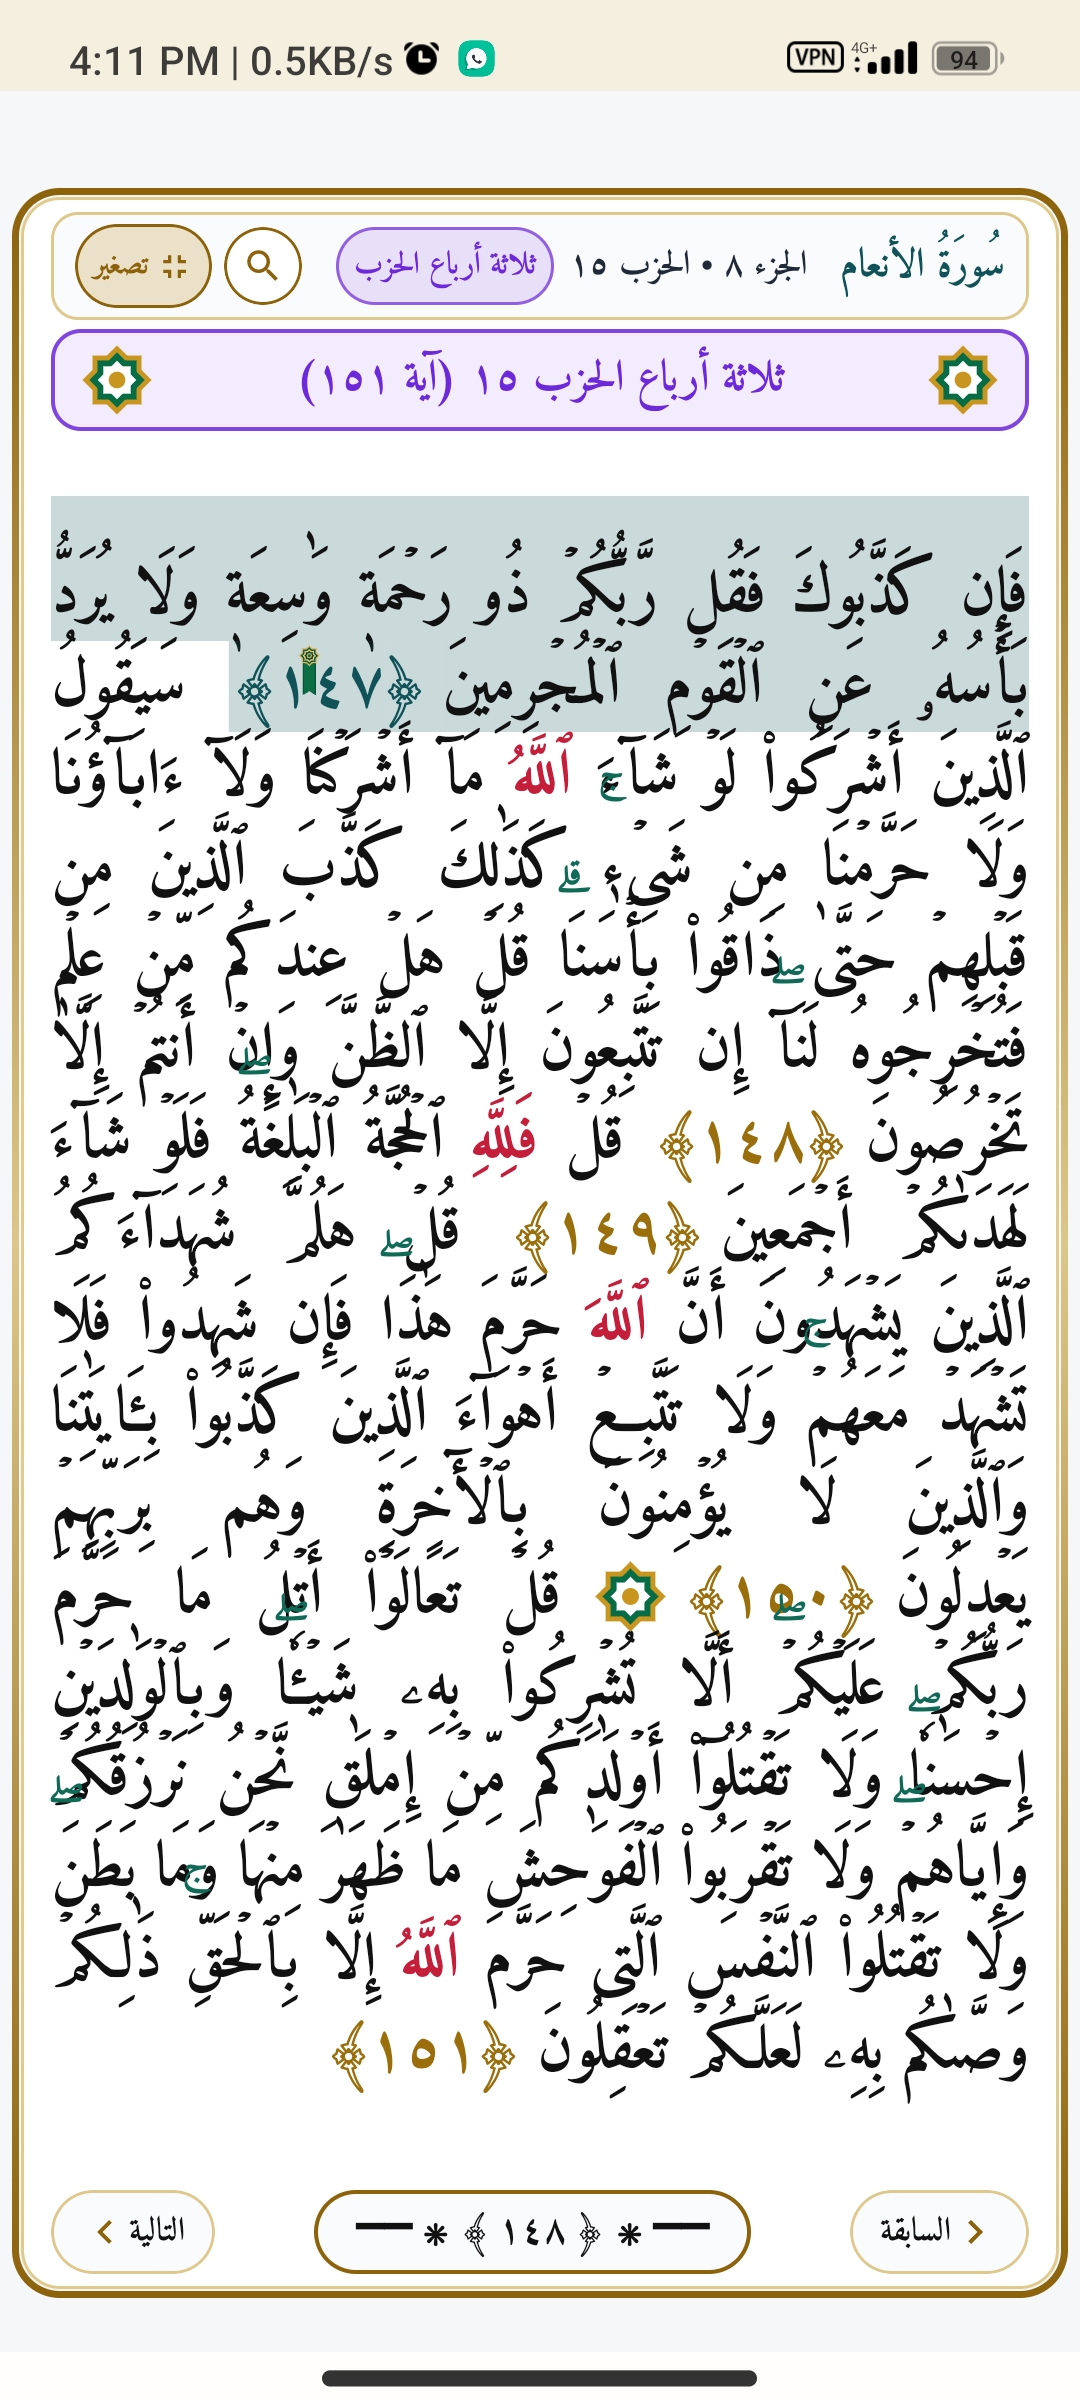 4:11 PM | 0.5KB/s VPN 4G+ 94
سُورَةُ الأنعام الجزء ٨ • الحزب ١٥ ثلاثة أرباع الحزب تصغير
ثلاثة أرباع الحزب ١٥ (آية ١٥١)
فَإِن كَذَّبُوكَ فَقُل رَّبُّكُمۡ ذُو رَحۡمَةٖ وَٰسِعَةٖ وَلَا يُرَدُّ
بَأۡسُهُۥ عَنِ ٱلۡقَوۡمِ ٱلۡمُجۡرِمِينَ ﴿١٤٧﴾ سَيَقُولُ
ٱلَّذِينَ أَشۡرَكُواْ لَوۡ شَآءَ ٱللَّهُ مَآ أَشۡرَكۡنَا وَلَآ ءَابَآؤُنَا
وَلَا حَرَّمۡنَا مِن شَيۡءٖۚ كَذَٰلِكَ كَذَّبَ ٱلَّذِينَ مِن
قَبۡلِهِمۡ حَتَّىٰ ذَاقُواْ بَأۡسَنَاۗ قُلۡ هَلۡ عِندَكُم مِّنۡ عِلۡمٖ
فَتُخۡرِجُوهُ لَنَآۖ إِن تَتَّبِعُونَ إِلَّا ٱلظَّنَّ وَإِنۡ أَنتُمۡ إِلَّا
تَخۡرُصُونَ ﴿١٤٨﴾ قُلۡ فَلِلَّهِ ٱلۡحُجَّةُ ٱلۡبَٰلِغَةُۖ فَلَوۡ شَآءَ
لَهَدَىٰكُمۡ أَجۡمَعِينَ ﴿١٤٩﴾ قُلۡ هَلُمَّ شُهَدَآءَكُمُ
ٱلَّذِينَ يَشۡهَدُونَ أَنَّ ٱللَّهَ حَرَّمَ هَٰذَاۖ فَإِن شَهِدُواْ فَلَا
تَشۡهَدۡ مَعَهُمۡۚ وَلَا تَتَّبِعۡ أَهۡوَآءَ ٱلَّذِينَ كَذَّبُواْ بِـَٔايَٰتِنَا
وَٱلَّذِينَ لَا يُؤۡمِنُونَ بِٱلۡأٓخِرَةِ وَهُم بِرَبِّهِمۡ
يَعۡدِلُونَ ﴿١٥٠﴾ ۞ قُلۡ تَعَالَوۡاْ أَتۡلُ مَا حَرَّمَ
رَبُّكُمۡ عَلَيۡكُمۡۖ أَلَّا تُشۡرِكُواْ بِهِۦ شَيۡـٔٗاۖ وَبِٱلۡوَٰلِدَيۡنِ
إِحۡسَٰنٗاۖ وَلَا تَقۡتُلُوٓاْ أَوۡلَٰدَكُم مِّنۡ إِمۡلَٰقٖ نَّحۡنُ نَرۡزُقُكُمۡ
وَإِيَّاهُمۡۖ وَلَا تَقۡرَبُواْ ٱلۡفَوَٰحِشَ مَا ظَهَرَ مِنۡهَا وَمَا بَطَنَۖ
وَلَا تَقۡتُلُواْ ٱلنَّفۡسَ ٱلَّتِي حَرَّمَ ٱللَّهُ إِلَّا بِٱلۡحَقِّۚ ذَٰلِكُمۡ
وَصَّىٰكُم بِهِۦ لَعَلَّكُمۡ تَعۡقِلُونَ ﴿١٥١﴾
السابقة ﴿ ١٤٨ ﴾ التالية